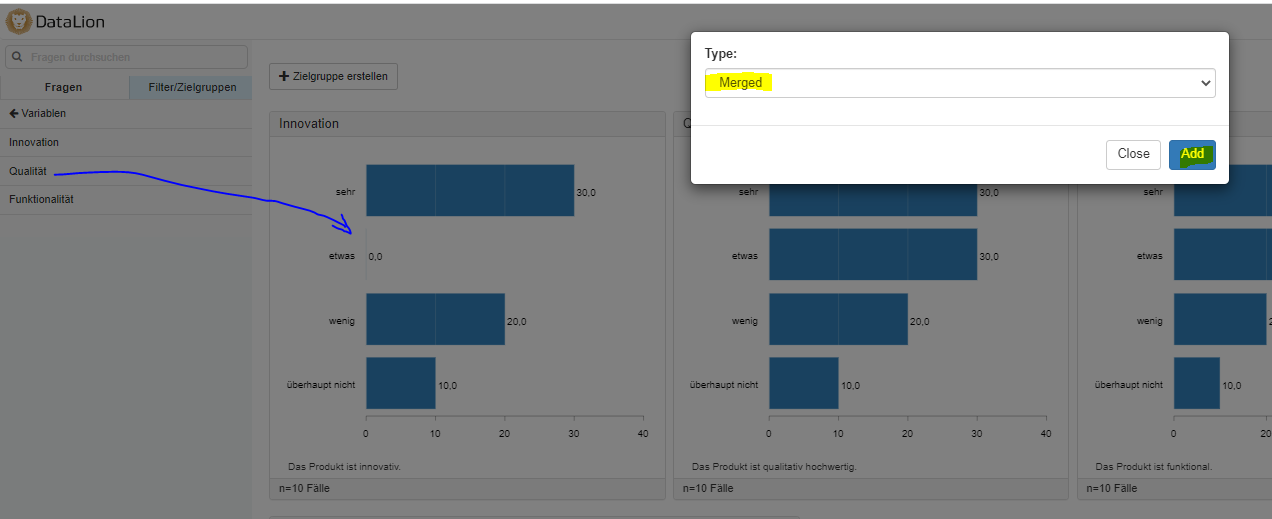 DataLion
Fragen durchsuchen
Fragen
Filter/Zielgruppen
Variablen
Innovation
Qualität
Funktionalität
Zielgruppe erstellen
Type:
Merged
Close
Add
Innovation
sehr
30,0
etwas
0,0
wenig
20,0
überhaupt nicht
10,0
0 10 20 30 40
Das Produkt ist innovativ.
n=10 Fälle
sehr
30,0
etwas
30,0
wenig
20,0
überhaupt nicht
10,0
0 10 20 30 40
Das Produkt ist qualitativ hochwertig.
n=10 Fälle
sehr
etwas
wenig
überhaupt nicht
10,0
0 10 20
Das Produkt ist funktional.
n=10 Fälle